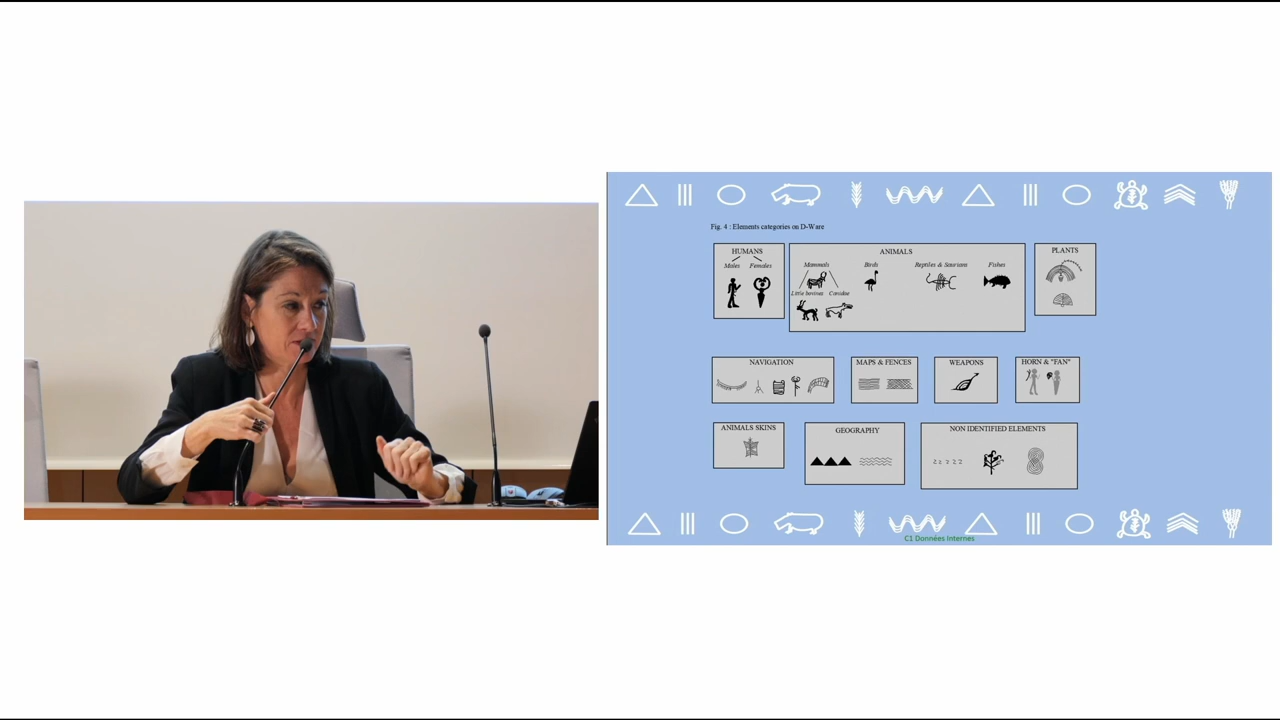 Fig. 4 : Elements categories on D-Ware
HUMANS
Males Females
ANIMALS
Mammals Birds Reptiles & Saurians Fishes
Little bovines Canidae
PLANTS
NAVIGATION
MAPS & FENCES
WEAPONS
HORN & "FAN"
ANIMALS SKINS
GEOGRAPHY
NON IDENTIFIED ELEMENTS
C1 Données Internes